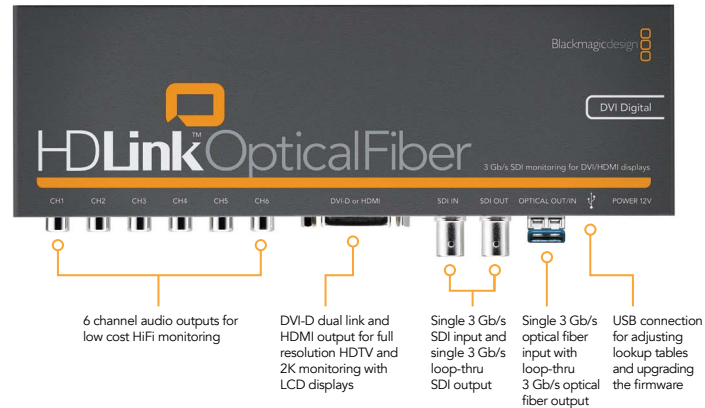 Blackmagicdesign
DVI Digital
HDLink™OpticalFiber
3 Gb/s SDI monitoring for DVI/HDMI displays
CH1 CH2 CH3 CH4 CH5 CH6 DVI-D or HDMI SDI IN SDI OUT OPTICAL OUT/IN POWER 12V
6 channel audio outputs for
low cost HiFi monitoring
DVI-D dual link and
HDMI output for full
resolution HDTV and
2K monitoring with
LCD displays
Single 3 Gb/s
SDI input and
single 3 Gb/s
loop-thru
SDI output
Single 3 Gb/s
optical fiber
input with
loop-thru
3 Gb/s optical
fiber output
USB connection
for adjusting
lookup tables
and upgrading
the firmware